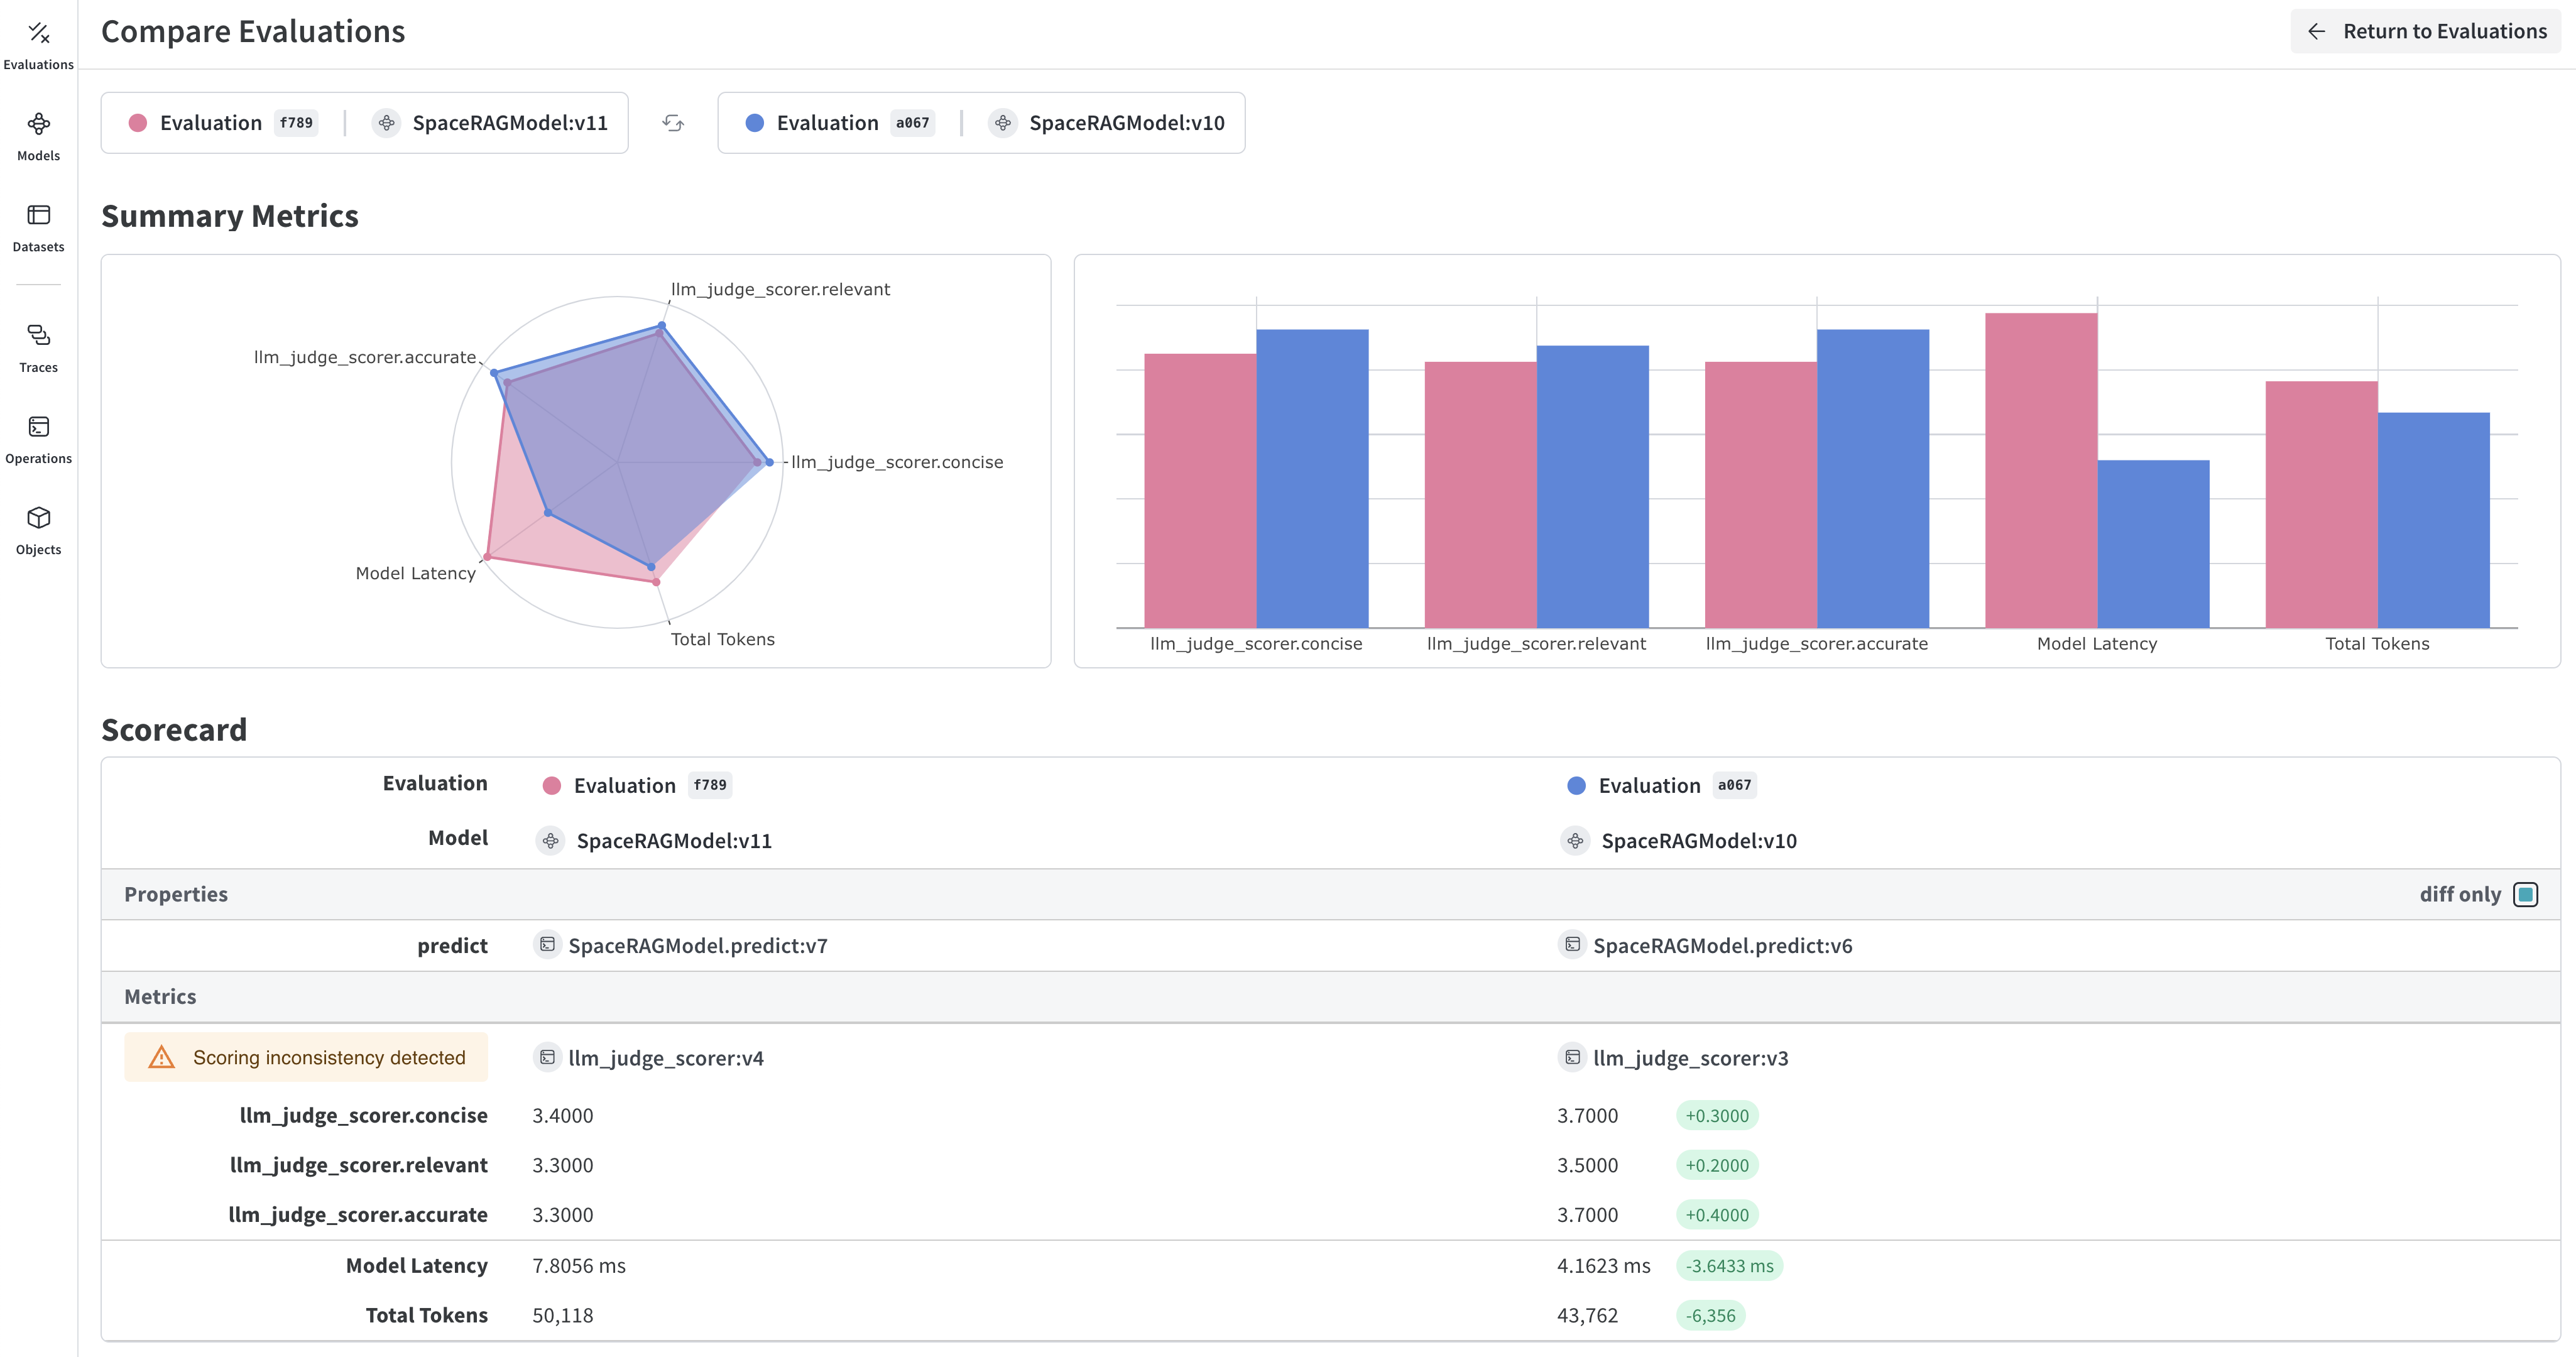 Compare Evaluations
Return to Evaluations
Evaluations
Models
Datasets
Traces
Operations
Objects
Evaluation f789 SpaceRAGModel:v11
Evaluation a067 SpaceRAGModel:v10
Summary Metrics
llm_judge_scorer.relevant
llm_judge_scorer.accurate
llm_judge_scorer.concise
Model Latency
Total Tokens
llm_judge_scorer.concise
llm_judge_scorer.relevant
llm_judge_scorer.accurate
Model Latency
Total Tokens
Scorecard
Evaluation Evaluation f789 Evaluation a067
Model SpaceRAGModel:v11 SpaceRAGModel:v10
Properties diff only
predict SpaceRAGModel.predict:v7 SpaceRAGModel.predict:v6
Metrics
Scoring inconsistency detected llm_judge_scorer:v4 llm_judge_scorer:v3
llm_judge_scorer.concise 3.4000 3.7000 +0.3000
llm_judge_scorer.relevant 3.3000 3.5000 +0.2000
llm_judge_scorer.accurate 3.3000 3.7000 +0.4000
Model Latency 7.8056 ms 4.1623 ms -3.6433 ms
Total Tokens 50,118 43,762 -6,356